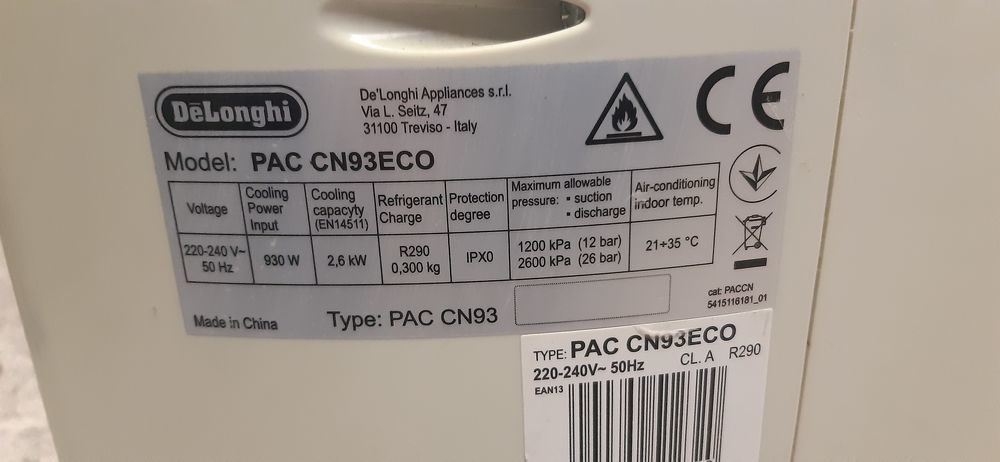 DeLonghi
De'Longhi Appliances s.r.l.
Via L. Seitz, 47
31100 Treviso - Italy
CE
Model: PAC CN93ECO
Voltage
Cooling
Power
Input
Cooling
capacyty
(EN14511)
Refrigerant
Charge
Protection
degree
Maximum allowable
pressure: ▪ suction
▪ discharge
Air-conditioning
indoor temp.
220-240 V~
50 Hz
930 W
2,6 kW
R290
0,300 kg
IPX0
1200 kPa (12 bar)
2600 kPa (26 bar)
21÷35 °C
Made in China
Type: PAC CN93
cat: PACCN
5415116181_01
TYPE: PAC CN93ECO
220-240V~ 50Hz CL. A R290
EAN13